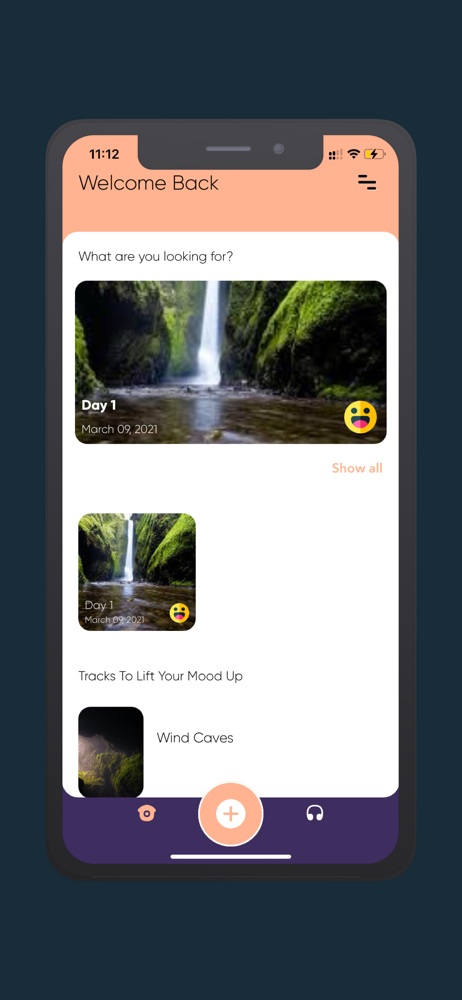 11:12
Welcome Back
What are you looking for?
Day 1
March 09, 2021
Show all
Day 1
March 09, 2021
Tracks To Lift Your Mood Up
Wind Caves